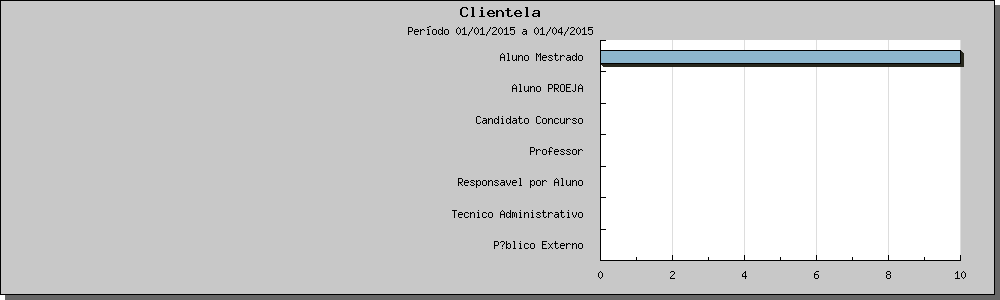 Clientela
Período 01/01/2015 a 01/04/2015
Aluno Mestrado
Aluno PROEJA
Candidato Concurso
Professor
Responsavel por Aluno
Tecnico Administrativo
P?blico Externo
0 2 4 6 8 10